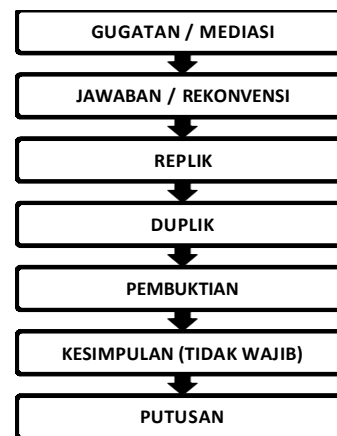 GUGATAN / MEDIASI
JAWABAN / REKONVENSI
REPLIK
DUPLIK
PEMBUKTIAN
KESIMPULAN (TIDAK WAJIB)
PUTUSAN